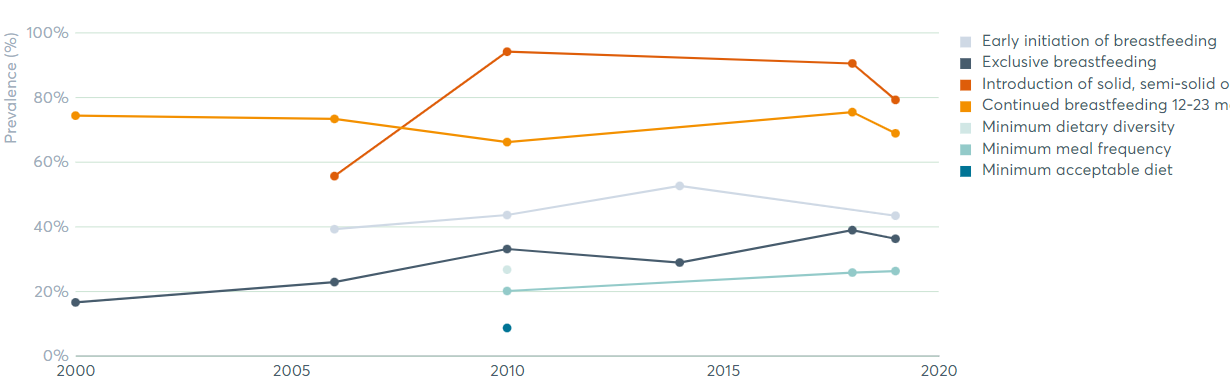 Prevalence (%)
100%
80%
60%
40%
20%
0%
2000 2005 2010 2015 2020
Early initiation of breastfeeding
Exclusive breastfeeding
Introduction of solid, semi-solid o
Continued breastfeeding 12-23 m
Minimum dietary diversity
Minimum meal frequency
Minimum acceptable diet